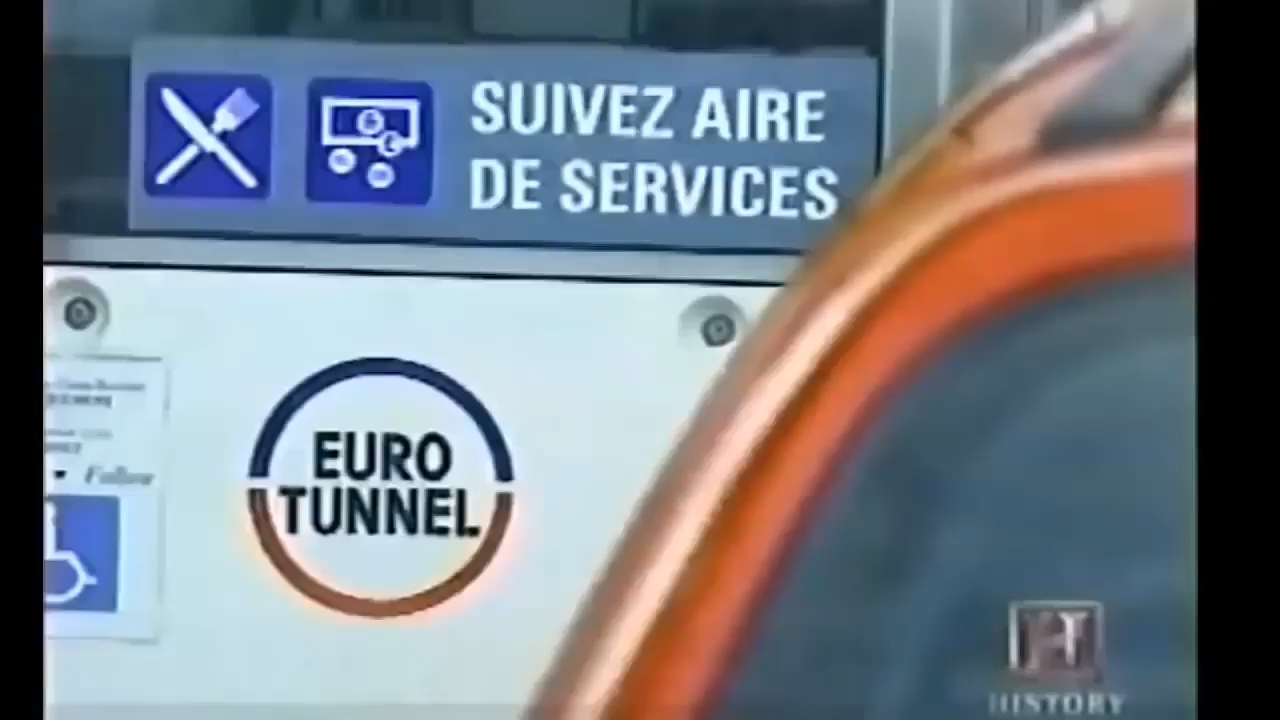 SUIVEZ AIRE
DE SERVICES
EURO
TUNNEL
Follow
H
HISTORY